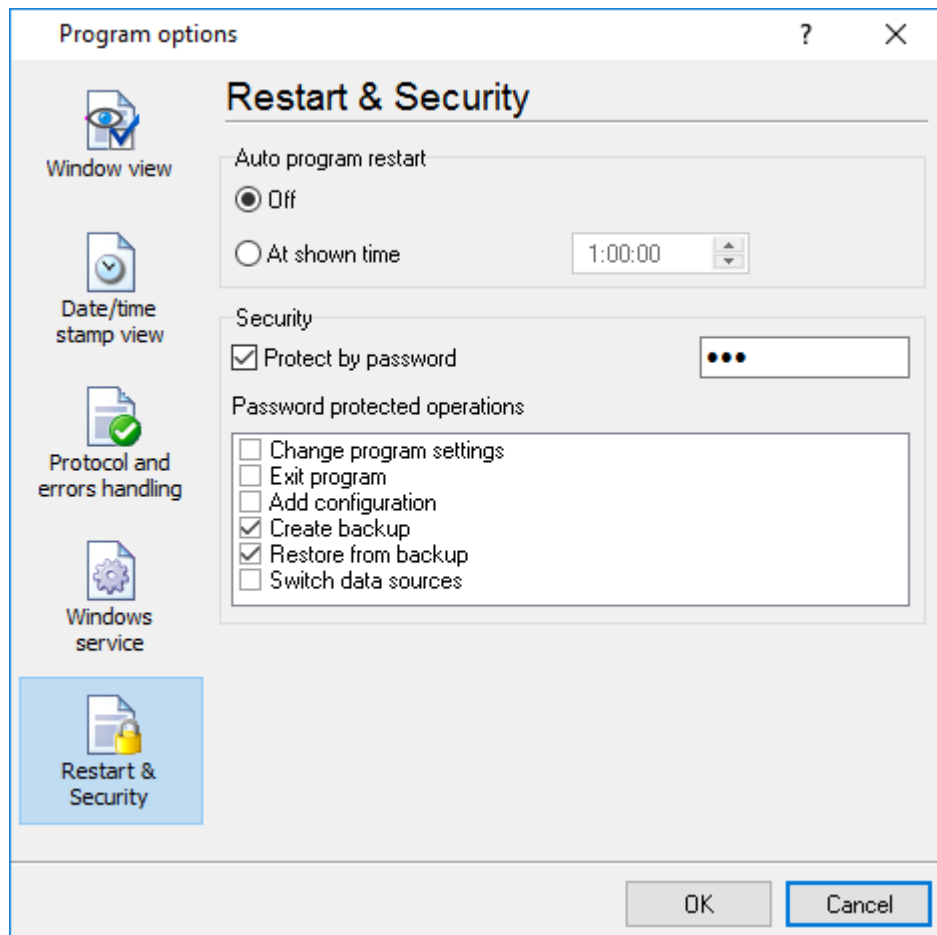 Program options
Window view
Date/time
stamp view
Protocol and
errors handling
Windows
service
Restart &
Security
Restart & Security
Auto program restart
Off
At shown time
1:00:00
Security
Protect by password
•••
Password protected operations
Change program settings
Exit program
Add configuration
Create backup
Restore from backup
Switch data sources
OK
Cancel